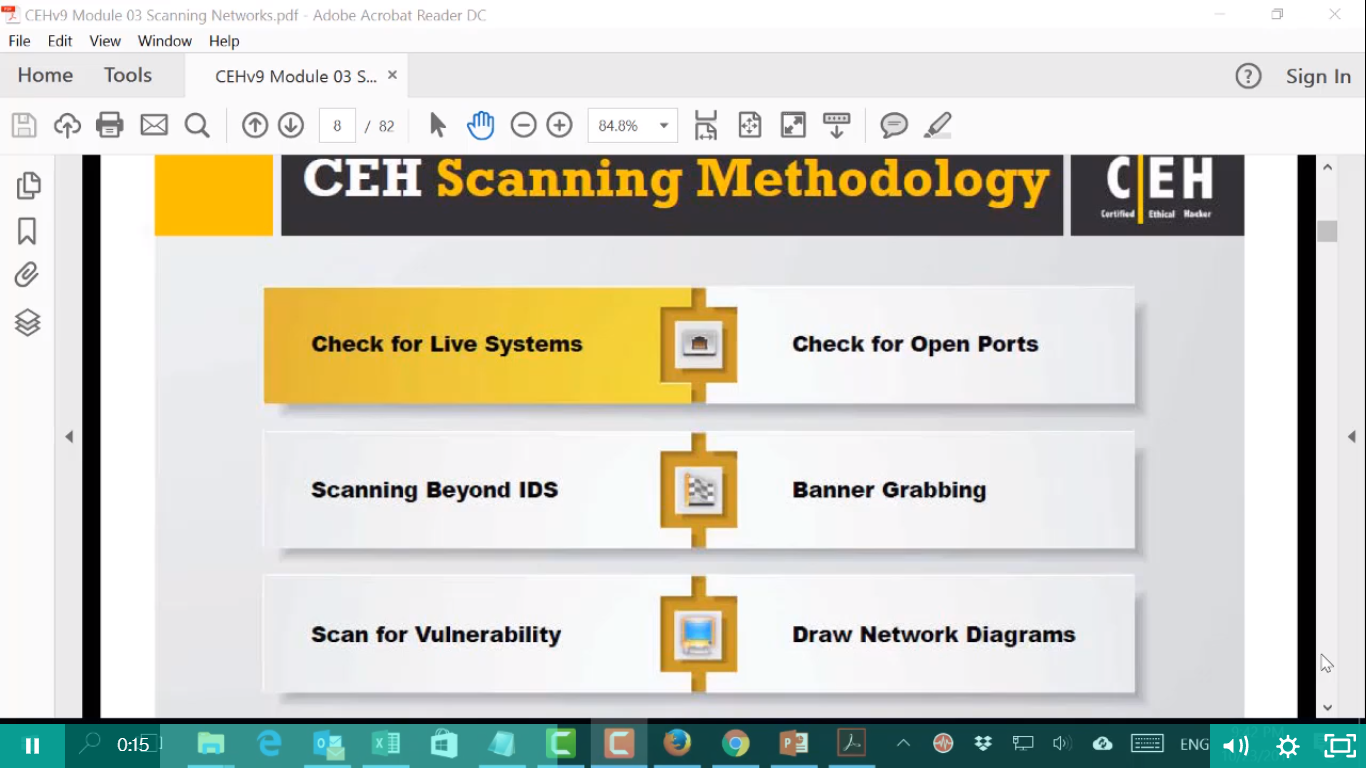 CEHv9 Module 03 Scanning Networks.pdf - Adobe Acrobat Reader DC
File Edit View Window Help
Home Tools CEHv9 Module 03 S... × ? Sign In
8 / 82 84.8%
CEH Scanning Methodology
C|EH
Certified Ethical Hacker
Check for Live Systems
Check for Open Ports
Scanning Beyond IDS
Banner Grabbing
Scan for Vulnerability
Draw Network Diagrams
0:15 ENG